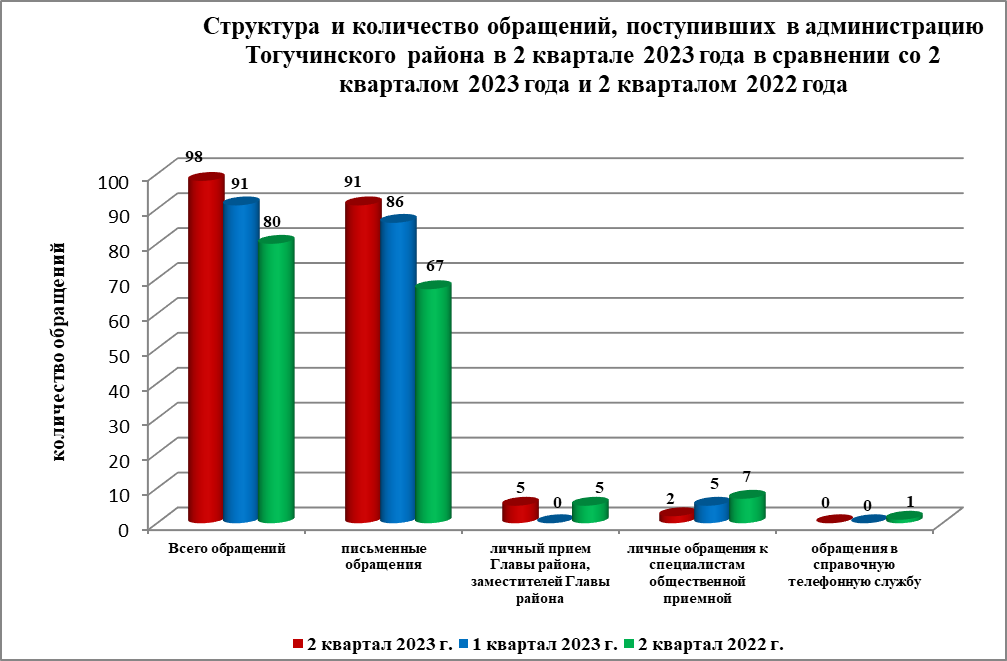 Структура и количество обращений, поступивших в администрацию
Тогучинского района в 2 квартале 2023 года в сравнении со 2
кварталом 2023 года и 2 кварталом 2022 года
количество обращений
100
90
80
70
60
50
40
30
20
10
0
98
91
80
91
86
67
5
0
5
2
5
7
0
0
1
Всего обращений
письменные
обращения
личный прием
Главы района,
заместителей Главы
района
личные обращения к
специалистам
общественной
приемной
обращения в
справочную
телефонную службу
2 квартал 2023 г.
1 квартал 2023 г.
2 квартал 2022 г.